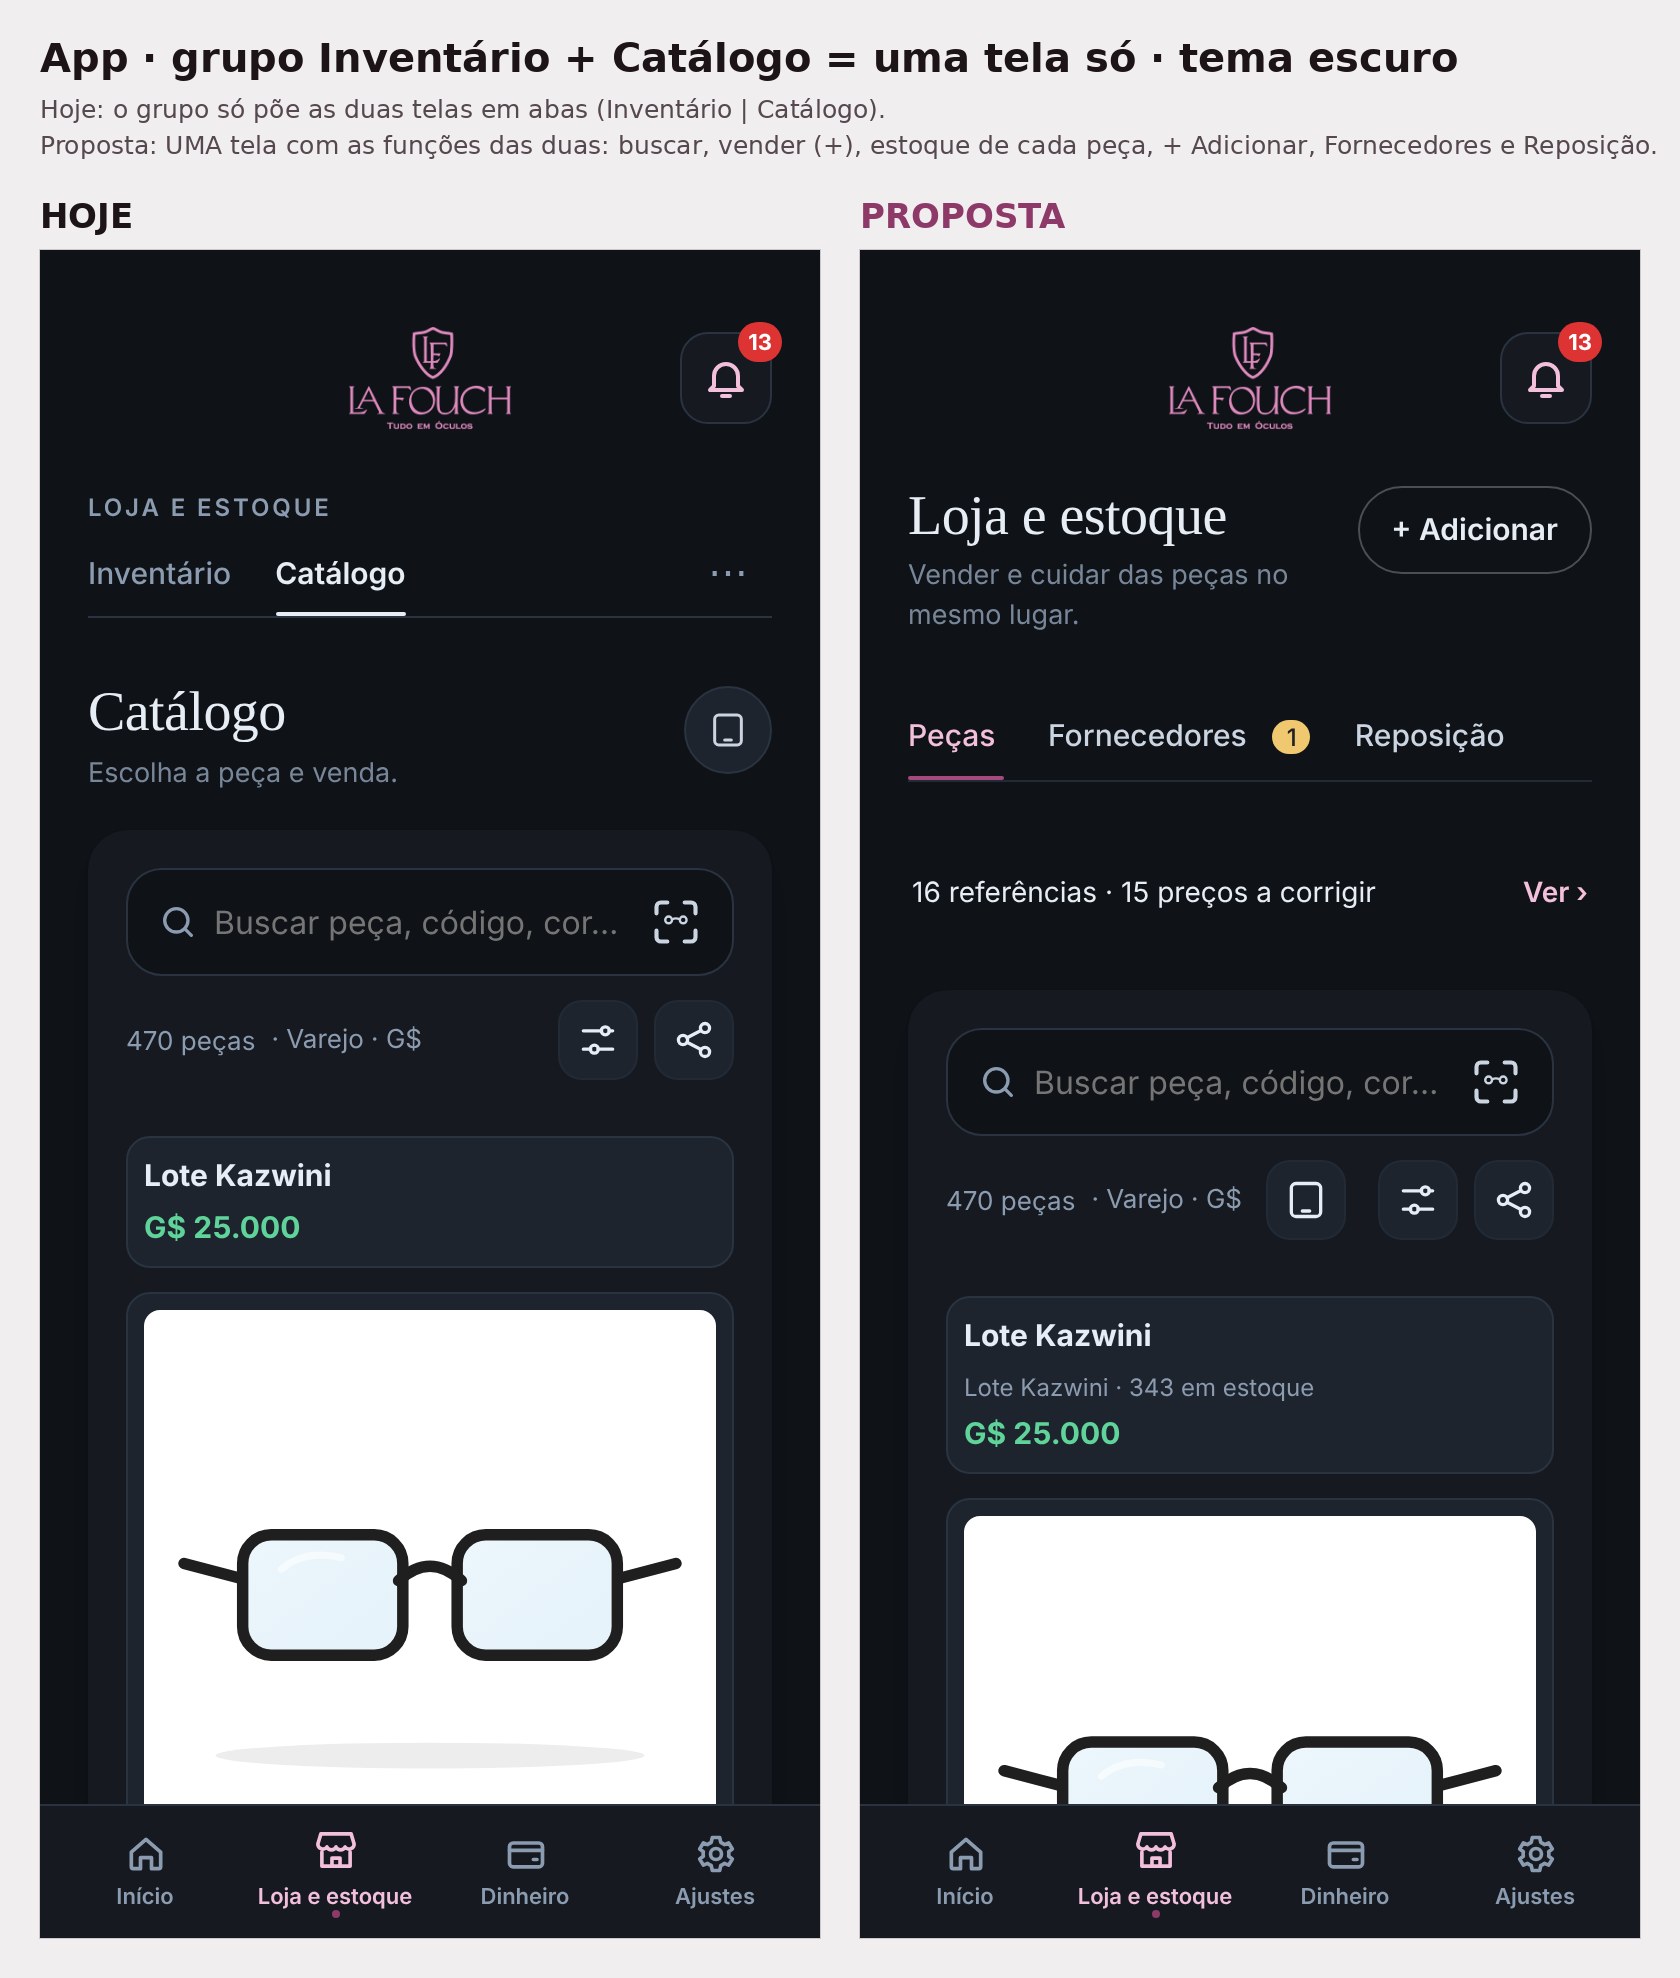 App · grupo Inventário + Catálogo = uma tela só · tema escuro
Hoje: o grupo só põe as duas telas em abas (Inventário | Catálogo).
Proposta: UMA tela com as funções das duas: buscar, vender (+), estoque de cada peça, + Adicionar, Fornecedores e Reposição.
HOJE
LF
LA FOUCH
Tudo em Óculos
13
LOJA E ESTOQUE
Inventário Catálogo ...
Catálogo
Escolha a peça e venda.
Buscar peça, código, cor...
470 peças · Varejo · G$
Lote Kazwini
G$ 25.000
Início Loja e estoque Dinheiro Ajustes
PROPOSTA
LF
LA FOUCH
Tudo em Óculos
13
Loja e estoque
+ Adicionar
Vender e cuidar das peças no
mesmo lugar.
Peças Fornecedores 1 Reposição
16 referências · 15 preços a corrigir Ver ›
Buscar peça, código, cor...
470 peças · Varejo · G$
Lote Kazwini
Lote Kazwini · 343 em estoque
G$ 25.000
Início Loja e estoque Dinheiro Ajustes